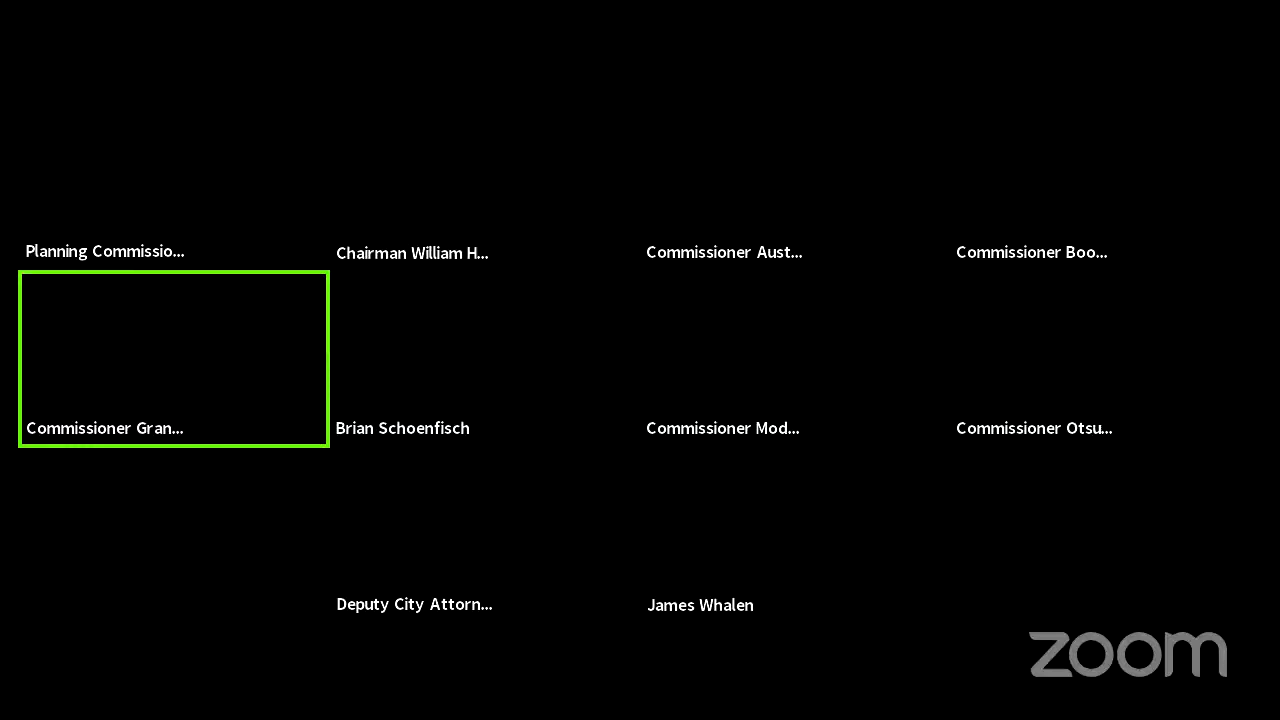 Planning Commissio...
Chairman William H...
Commissioner Aust...
Commissioner Boo...
Commissioner Gran...
Brian Schoenfisch
Commissioner Mod...
Commissioner Otsu...
Deputy City Attorn...
James Whalen
zoom